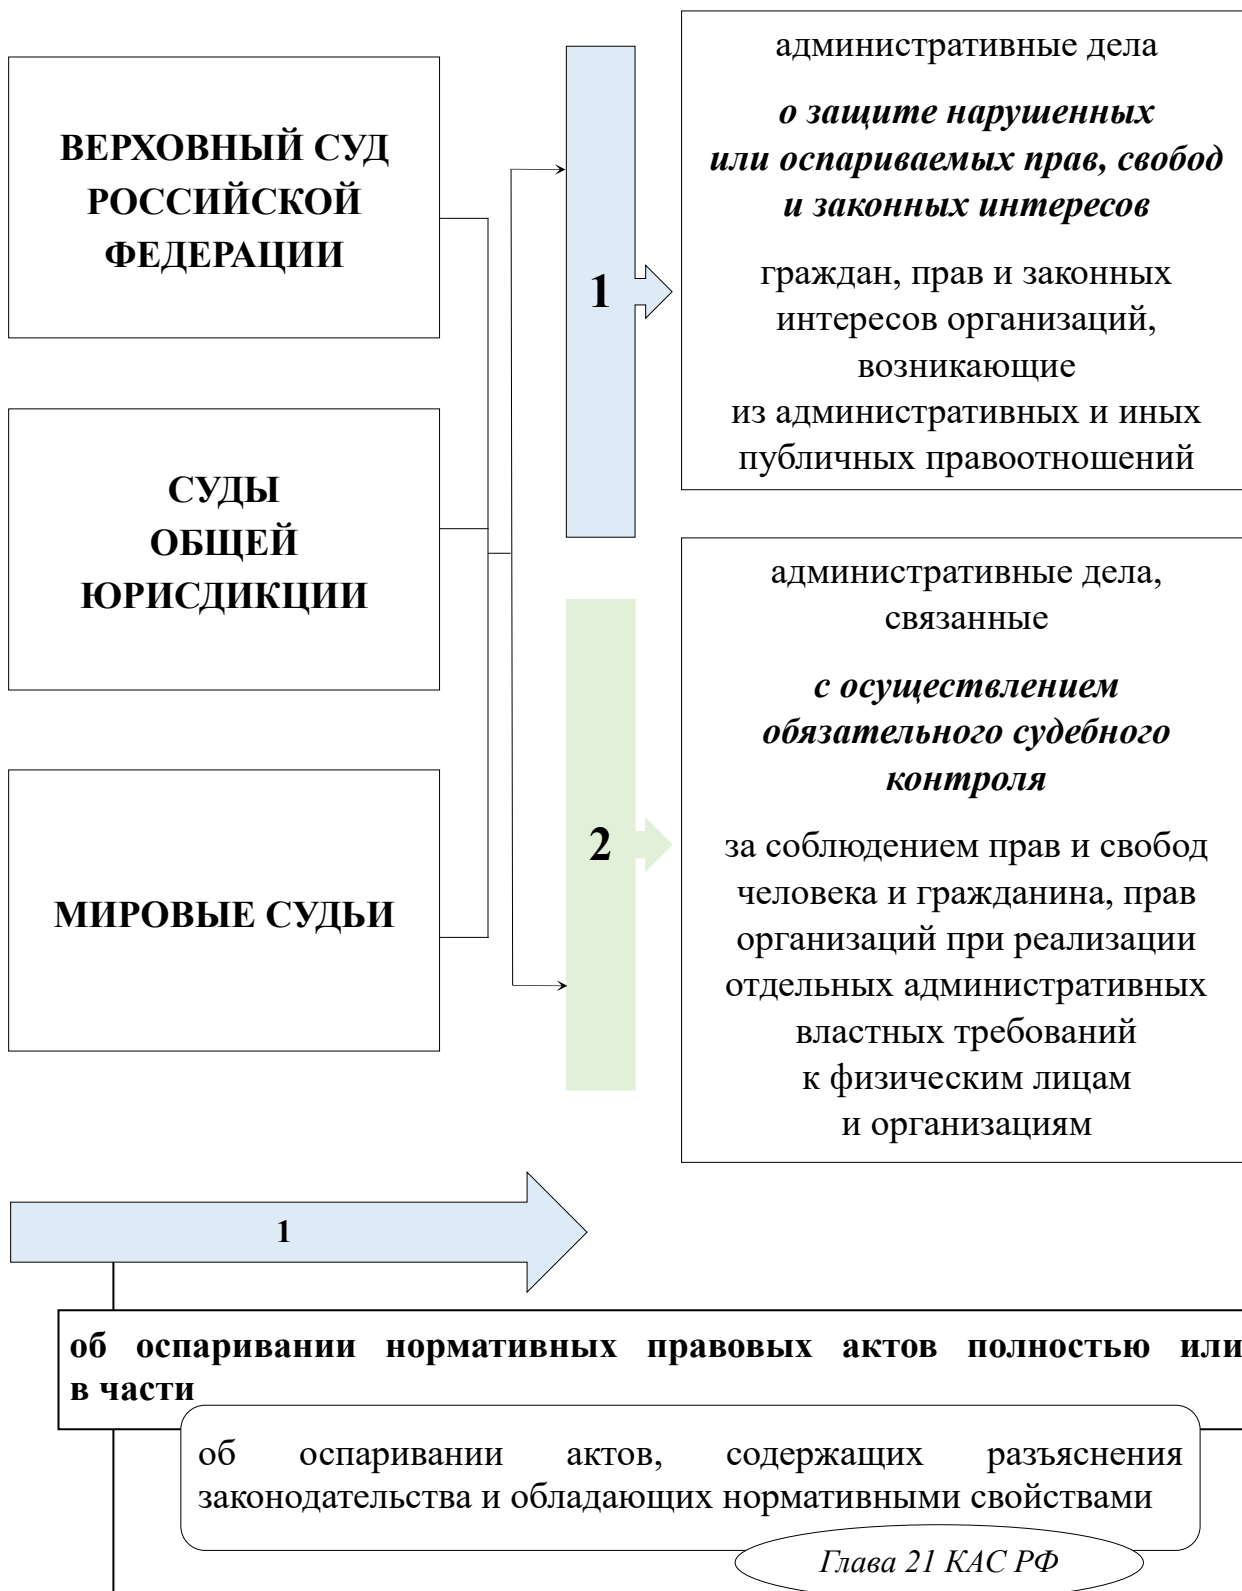 ВЕРХОВНЫЙ СУД
РОССИЙСКОЙ
ФЕДЕРАЦИИ
СУДЫ
ОБЩЕЙ
ЮРИСДИКЦИИ
МИРОВЫЕ СУДЬИ
1
административные дела
о защите нарушенных
или оспариваемых прав, свобод
и законных интересов
граждан, прав и законных
интересов организаций,
возникающие
из административных и иных
публичных правоотношений
2
административные дела,
связанные
с осуществлением
обязательного судебного
контроля
за соблюдением прав и свобод
человека и гражданина, прав
организаций при реализации
отдельных административных
властных требований
к физическим лицам
и организациям
1
об оспаривании нормативных правовых актов полностью или
в части
об оспаривании актов, содержащих разъяснения
законодательства и обладающих нормативными свойствами
Глава 21 КАС РФ